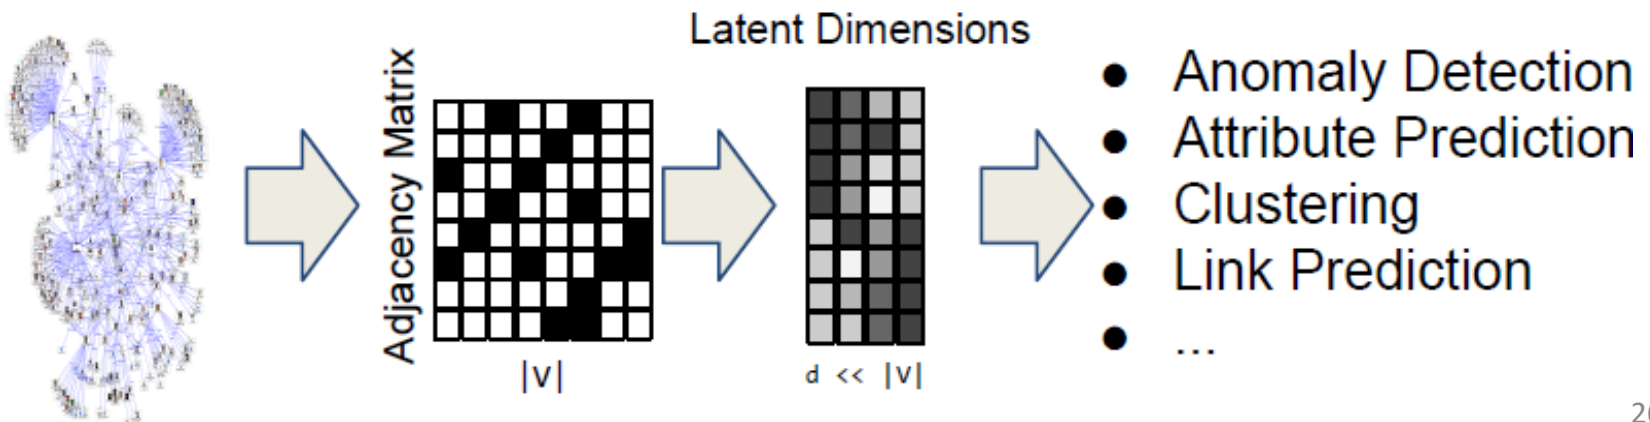 Latent Dimensions
Adjacency Matrix
|V|
d << |V|
● Anomaly Detection
● Attribute Prediction
● Clustering
● Link Prediction
● ...